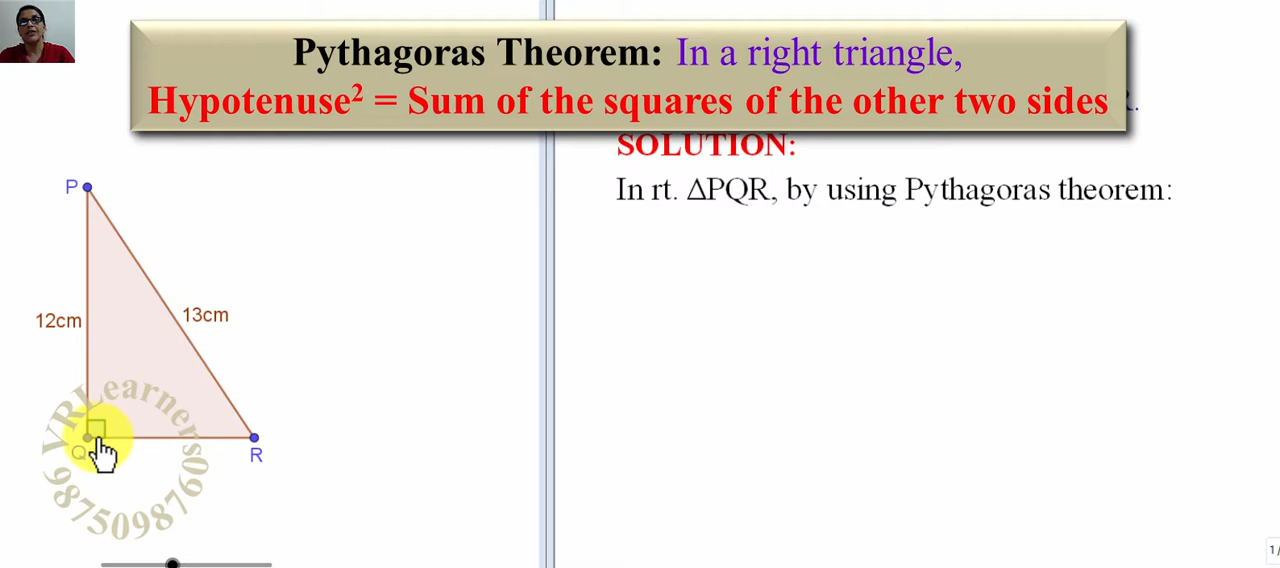 Pythagoras Theorem: In a right triangle,
Hypotenuse² = Sum of the squares of the other two sides
R.
SOLUTION:
In rt. ΔPQR, by using Pythagoras theorem:
P
12cm
13cm
Q
R
VRLearners
9875098760
1/